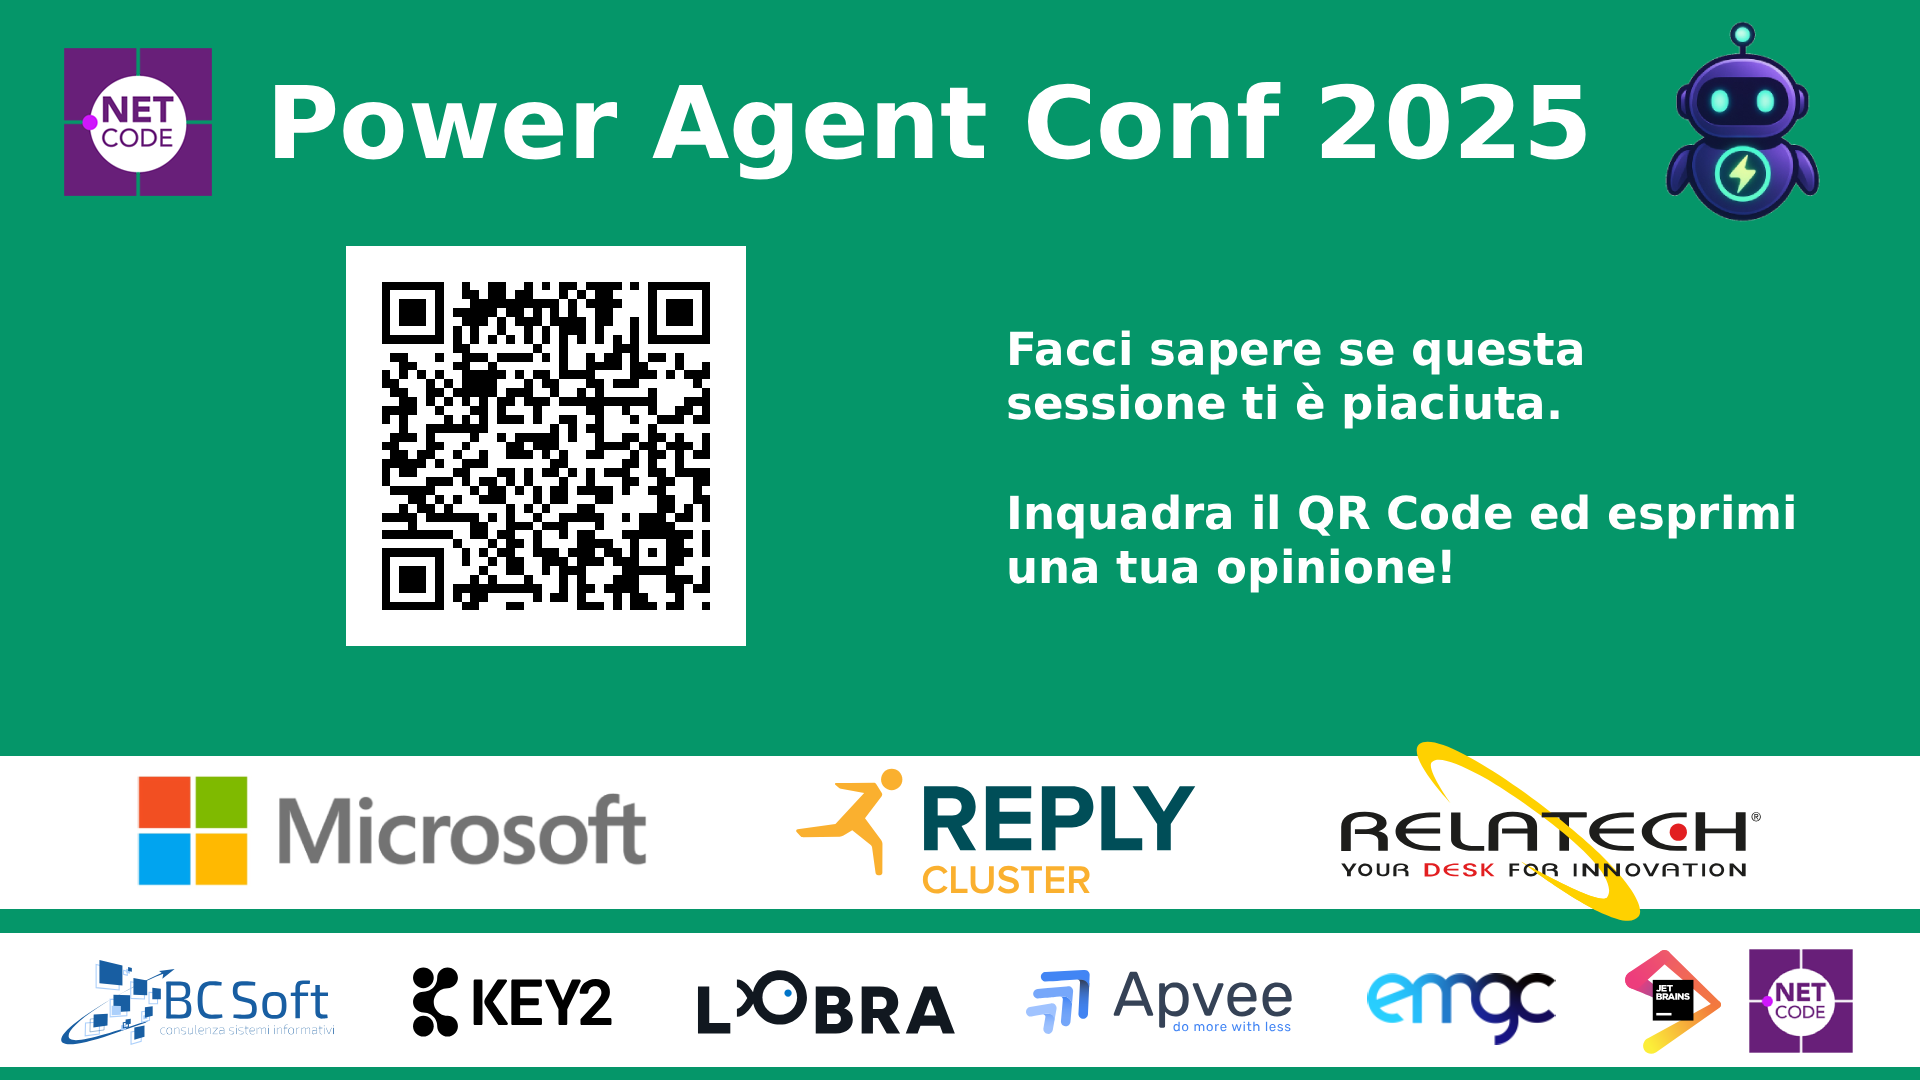 NET
CODE
Power Agent Conf 2025
Facci sapere se questa
sessione ti è piaciuta.
Inquadra il QR Code ed esprimi
una tua opinione!
Microsoft
REPLY
CLUSTER
RELATECH®
YOUR DESK FOR INNOVATION
BC Soft
consulenza sistemi informativi
KEY2
LOBRA
Apvee
do more with less
emgc
JET
BRAINS
NET
CODE